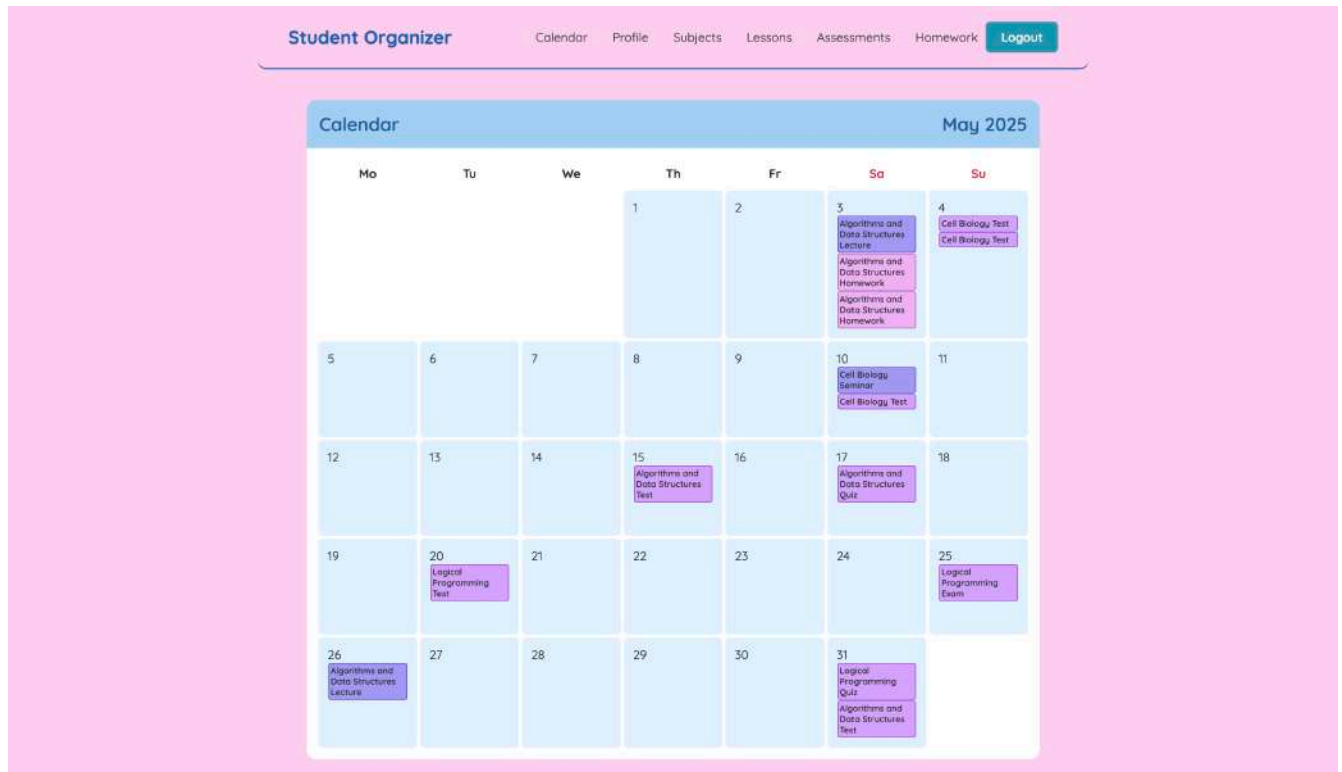 Student Organizer
Calendar Profile Subjects Lessons Assessments Homework Logout
Calendar May 2025
Mo Tu We Th Fr Sa Su
1 2 3 4
Algorithms and
Data Structures
Lecture
Algorithms and
Data Structures
Homework
Algorithms and
Data Structures
Homework
Cell Biology Test
Cell Biology Test
5 6 7 8 9 10 11
Cell Biology
Seminar
Cell Biology Test
12 13 14 15 16 17 18
Algorithms and
Data Structures
Test
Algorithms and
Data Structures
Quiz
19 20 21 22 23 24 25
Logical
Programming
Test
Logical
Programming
Exam
26 27 28 29 30 31
Algorithms and
Data Structures
Lecture
Logical
Programming
Quiz
Algorithms and
Data Structures
Test